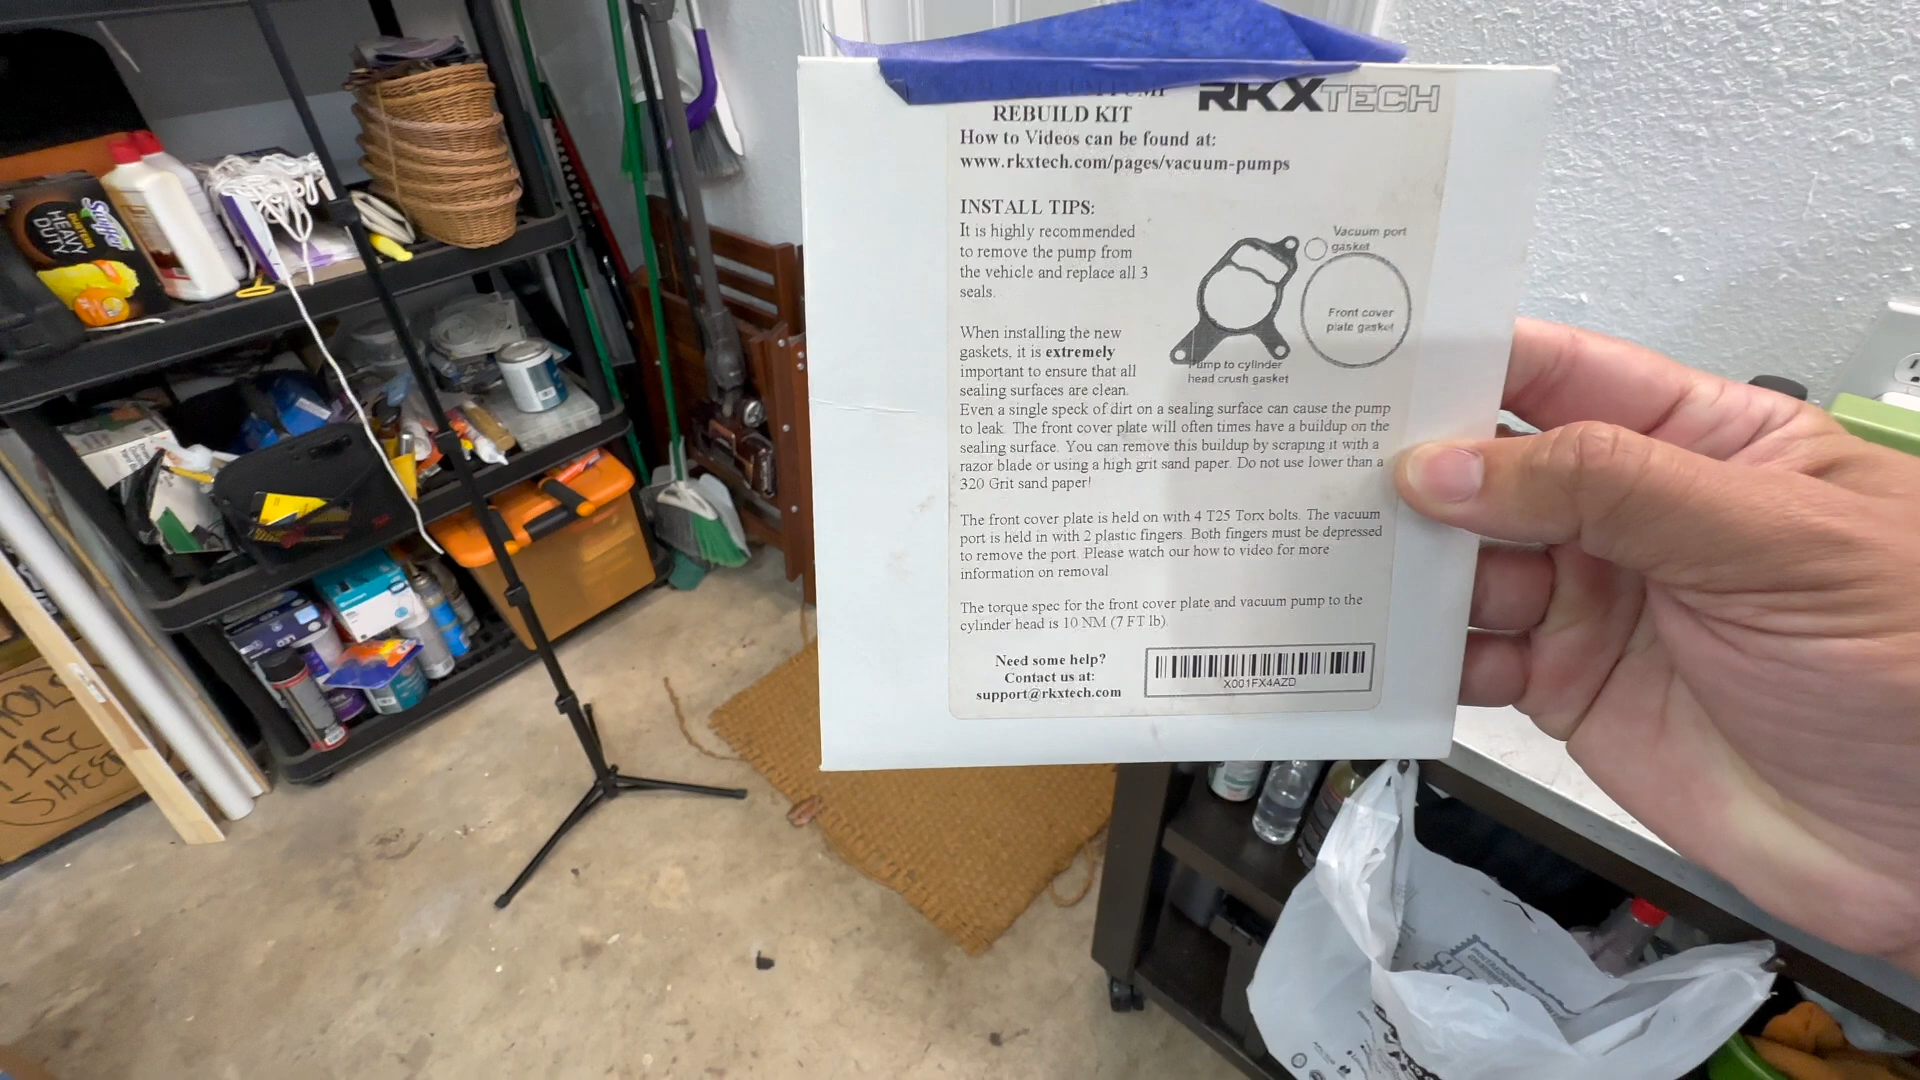 RKXTECH
REBUILD KIT
How to Videos can be found at:
www.rkxtech.com/pages/vacuum-pumps
INSTALL TIPS:
It is highly recommended
to remove the pump from
the vehicle and replace all 3
seals.
Vacuum port
gasket
Front cover
plate gasket
Pump to cylinder
head crush gasket
When installing the new
gaskets, it is extremely
important to ensure that all
sealing surfaces are clean.
Even a single speck of dirt on a sealing surface can cause the pump
to leak. The front cover plate will often times have a buildup on the
sealing surface. You can remove this buildup by scraping it with a
razor blade or using a high grit sand paper. Do not use lower than a
320 Grit sand paper!
The front cover plate is held on with 4 T25 Torx bolts. The vacuum
port is held in with 2 plastic fingers. Both fingers must be depressed
to remove the port. Please watch our how to video for more
information on removal
The torque spec for the front cover plate and vacuum pump to the
cylinder head is 10 NM (7 FT lb).
Need some help?
Contact us at:
support@rkxtech.com
X001FX4AZD
Swiffer
DUSTERS
HEAVY
DUTY
LED